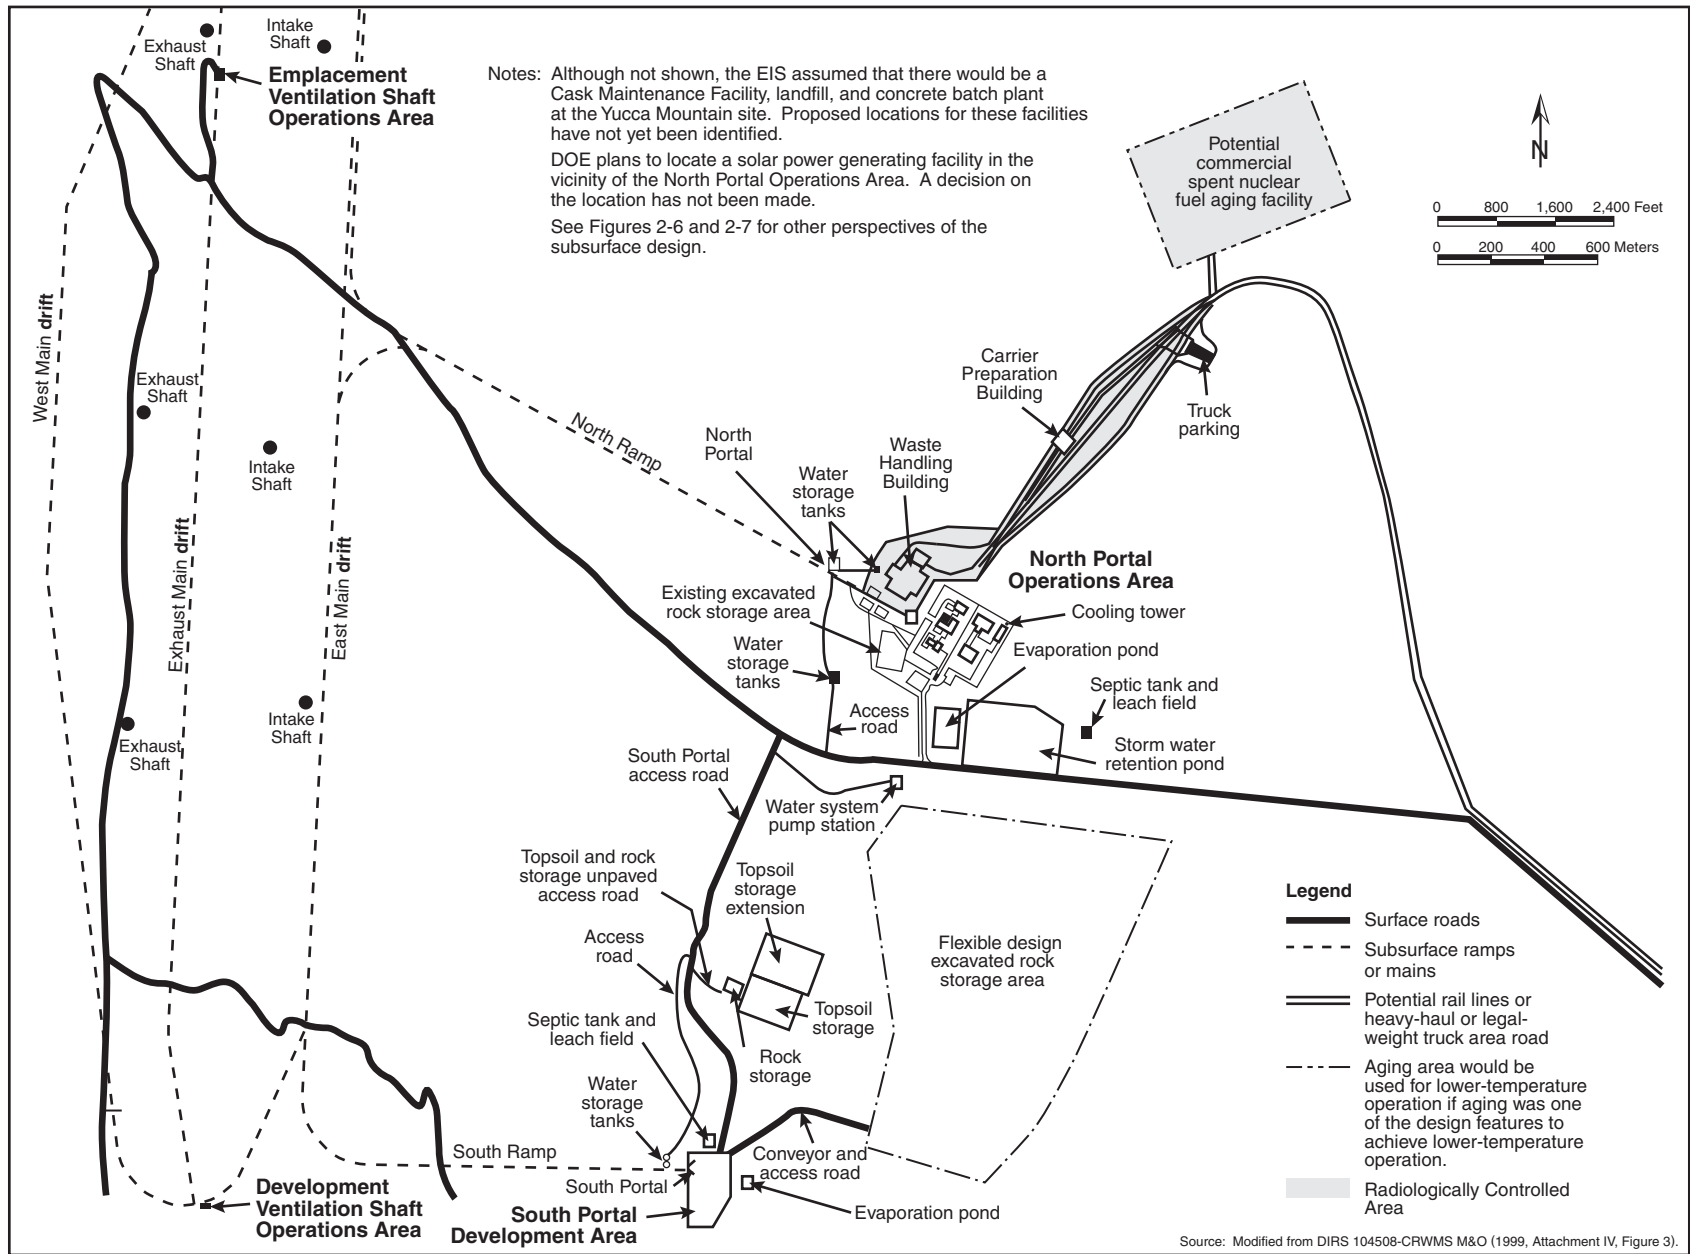 Exhaust
Shaft
Intake
Shaft
Emplacement
Ventilation Shaft
Operations Area
Notes: Although not shown, the EIS assumed that there would be a
Cask Maintenance Facility, landfill, and concrete batch plant
at the Yucca Mountain site. Proposed locations for these facilities
have not yet been identified.
DOE plans to locate a solar power generating facility in the
vicinity of the North Portal Operations Area. A decision on
the location has not been made.
See Figures 2-6 and 2-7 for other perspectives of the
subsurface design.
Potential
commercial
spent nuclear
fuel aging facility
N
0 800 1,600 2,400 Feet
0 200 400 600 Meters
West Main drift
Exhaust
Shaft
Intake
Shaft
Exhaust Main drift
East Main drift
Exhaust
Shaft
Intake
Shaft
North Ramp
North
Portal
Water
storage
tanks
Waste
Handling
Building
Carrier
Preparation
Building
Truck
parking
North Portal
Operations Area
Existing excavated
rock storage area
Cooling tower
Water
storage
tanks
Evaporation pond
Septic tank and
leach field
Access
road
Storm water
retention pond
South Portal
access road
Water system
pump station
Topsoil and rock
storage unpaved
access road
Topsoil
storage
extension
Access
road
Flexible design
excavated rock
storage area
Topsoil
storage
Septic tank and
leach field
Rock
storage
Water
storage
tanks
South Ramp
Conveyor and
access road
South Portal
Evaporation pond
Development
Ventilation Shaft
Operations Area
South Portal
Development Area
Legend
Surface roads
Subsurface ramps
or mains
Potential rail lines or
heavy-haul or legal-
weight truck area road
Aging area would be
used for lower-temperature
operation if aging was one
of the design features to
achieve lower-temperature
operation.
Radiologically Controlled
Area
Source: Modified from DIRS 104508-CRWMS M&O (1999, Attachment IV, Figure 3).